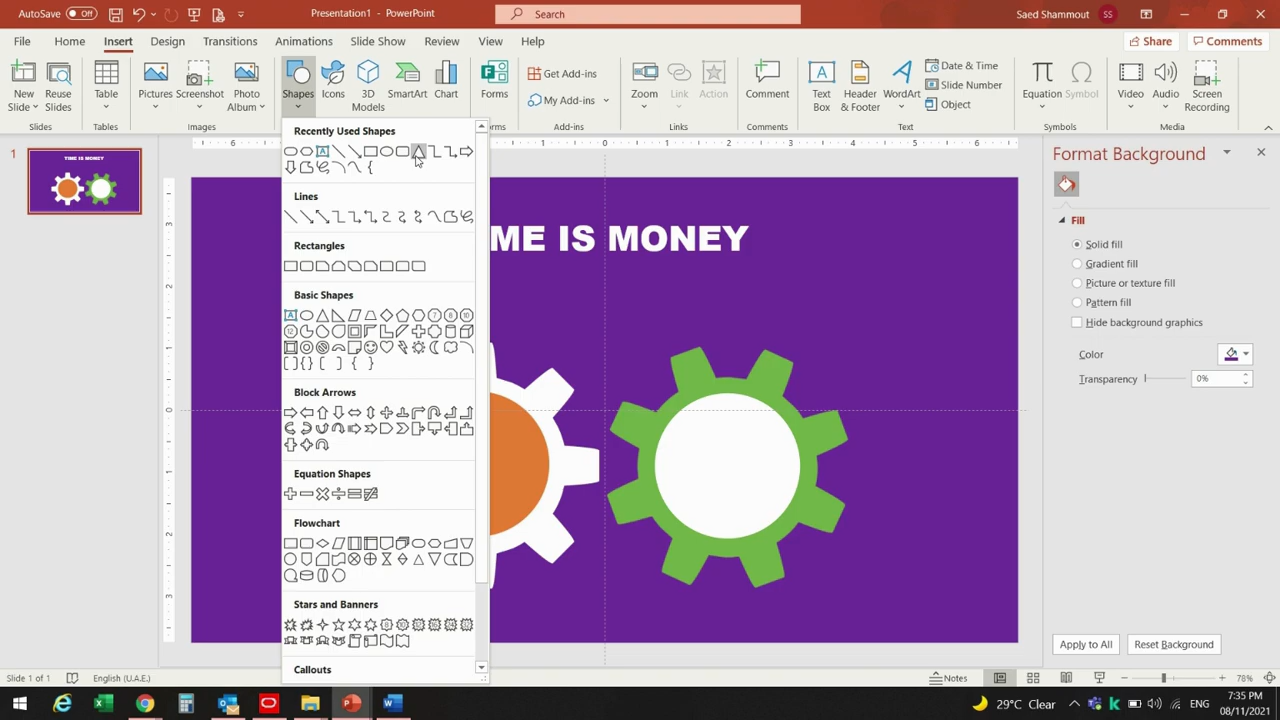 AutoSave Off
Presentation1 - PowerPoint
Search
Saed Shammout SS
File Home Insert Design Transitions Animations Slide Show Review View Help
Share Comments
New Slide
Reuse Slides
Table
Pictures
Screenshot
Photo Album
Shapes
Icons
3D Models
SmartArt
Chart
Forms
Get Add-ins
My Add-ins
Zoom
Link
Action
Comment
Text Box
Header & Footer
WordArt
Date & Time
Slide Number
Object
Equation
Symbol
Video
Audio
Screen Recording
Slides
Tables
Images
Add-ins
Links
Comments
Text
Symbols
Media
Recently Used Shapes
Lines
Rectangles
Basic Shapes
Block Arrows
Equation Shapes
Flowchart
Stars and Banners
Callouts
1
TIME IS MONEY
ME IS MONEY
Format Background
Fill
Solid fill
Gradient fill
Picture or texture fill
Pattern fill
Hide background graphics
Color
Transparency 0%
Apply to All Reset Background
Slide 1 of 1 English (U.A.E.)
Notes
78%
29°C Clear
ENG
7:35 PM
08/11/2021